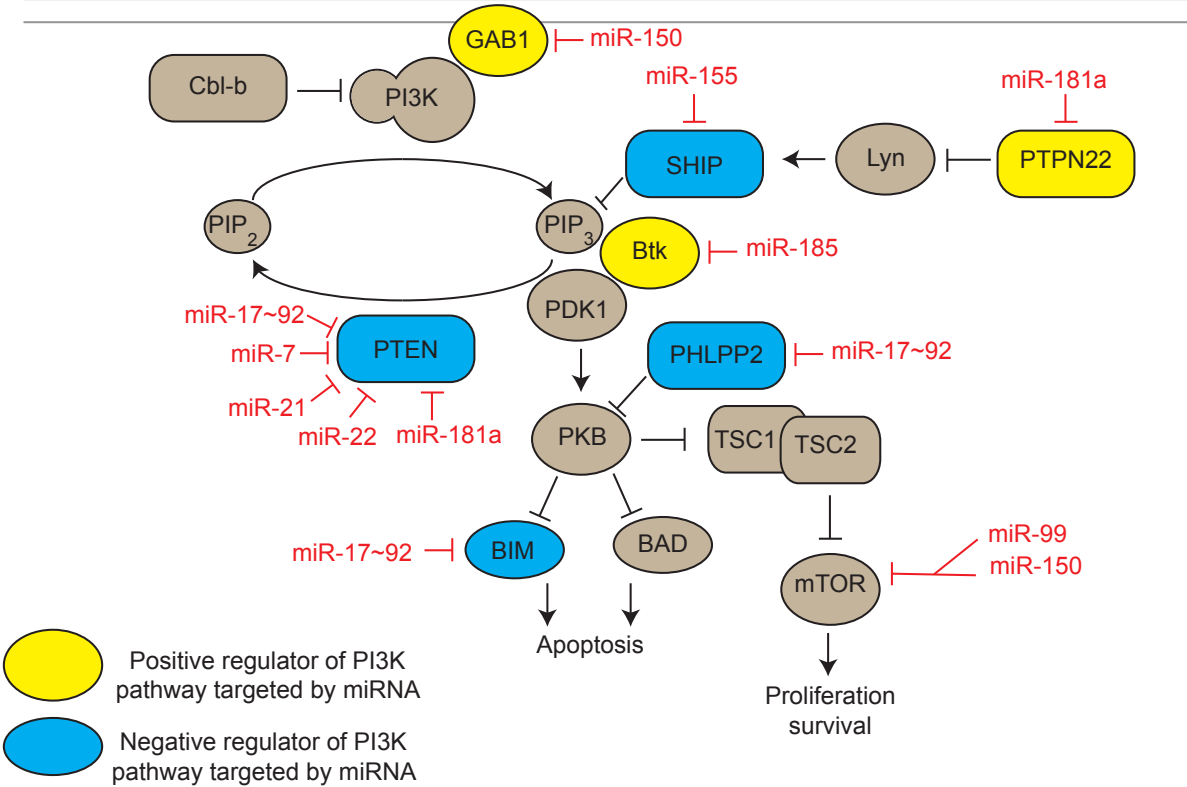 GAB1
miR-150
Cbl-b
PI3K
miR-155
miR-181a
SHIP
Lyn
PTPN22
PIP2
PIP3
Btk
miR-185
PDK1
miR-17~92
miR-7
PTEN
miR-21
miR-22
miR-181a
PHLPP2
miR-17~92
PKB
TSC1
TSC2
miR-17~92
BIM
BAD
mTOR
miR-99
miR-150
Apoptosis
Proliferation
survival
Positive regulator of PI3K
pathway targeted by miRNA
Negative regulator of PI3K
pathway targeted by miRNA